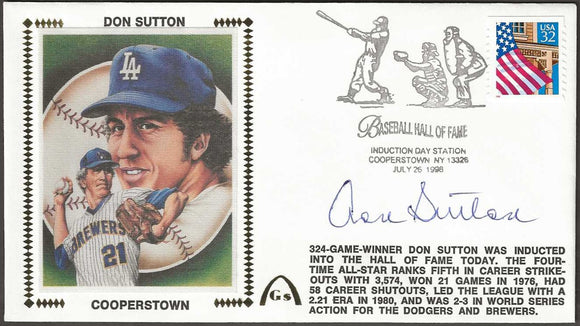 DON SUTTON
LA
BREWERS
21
COOPERSTOWN
USA
32
BASEBALL HALL OF FAME
INDUCTION DAY STATION
COOPERSTOWN NY 13326
JULY 26 1998
Don Sutton
Gs
324-GAME-WINNER DON SUTTON WAS INDUCTED
INTO THE HALL OF FAME TODAY. THE FOUR-
TIME ALL-STAR RANKS FIFTH IN CAREER STRIKE-
OUTS WITH 3,574, WON 21 GAMES IN 1976, HAD
58 CAREER SHUTOUTS, LED THE LEAGUE WITH A
2.21 ERA IN 1980, AND WAS 2-3 IN WORLD SERIES
ACTION FOR THE DODGERS AND BREWERS.